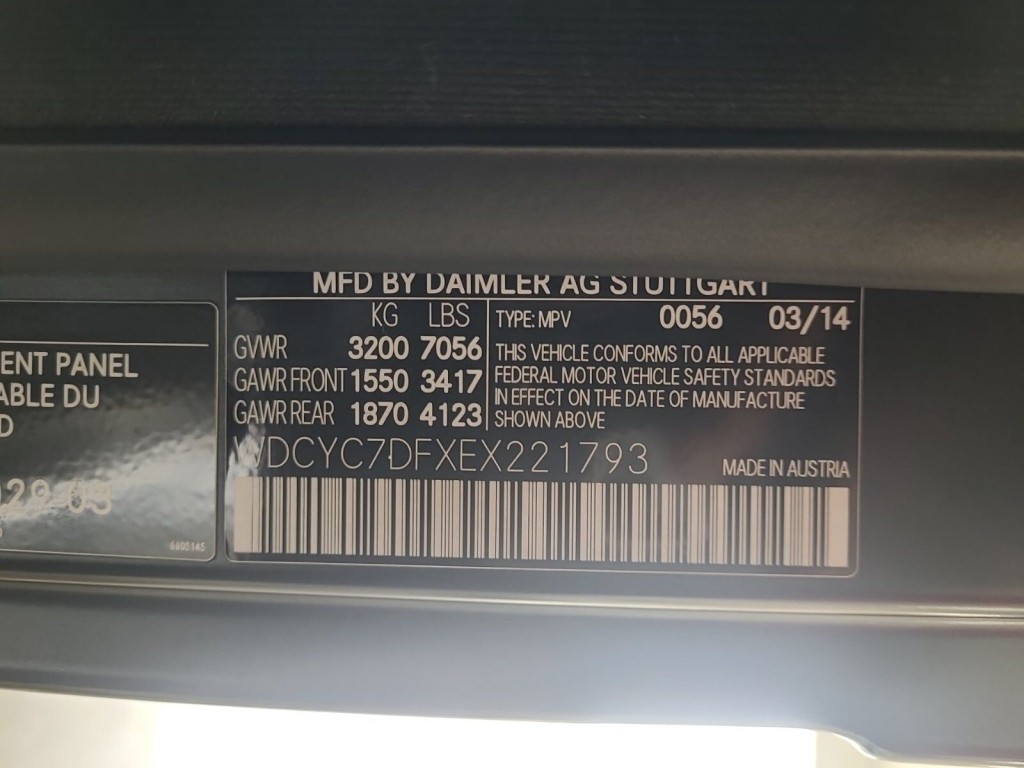 MFD BY DAIMLER AG STUTTGART
KG LBS
GVWR 3200 7056
GAWR FRONT 1550 3417
GAWR REAR 1870 4123
TYPE: MPV 0056 03/14
THIS VEHICLE CONFORMS TO ALL APPLICABLE
FEDERAL MOTOR VEHICLE SAFETY STANDARDS
IN EFFECT ON THE DATE OF MANUFACTURE
SHOWN ABOVE
WDCYC7DFXEX221793
MADE IN AUSTRIA
ENT PANEL
ABLE DU
D
6605145